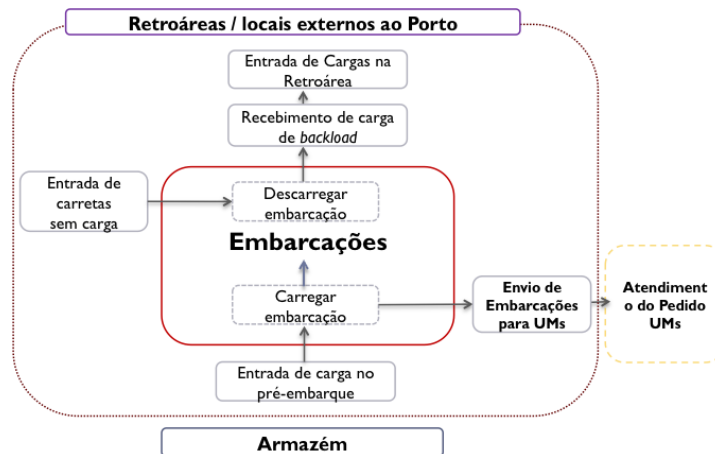 Retroáreas / locais externos ao Porto
Entrada de Cargas na
Retroárea
Recebimento de carga
de backload
Entrada de
carretas
sem carga
Descarregar
embarcação
Embarcações
Carregar
embarcação
Envio de
Embarcações
para UMs
Atendiment
o do Pedido
UMs
Entrada de carga no
pré-embarque
Armazém